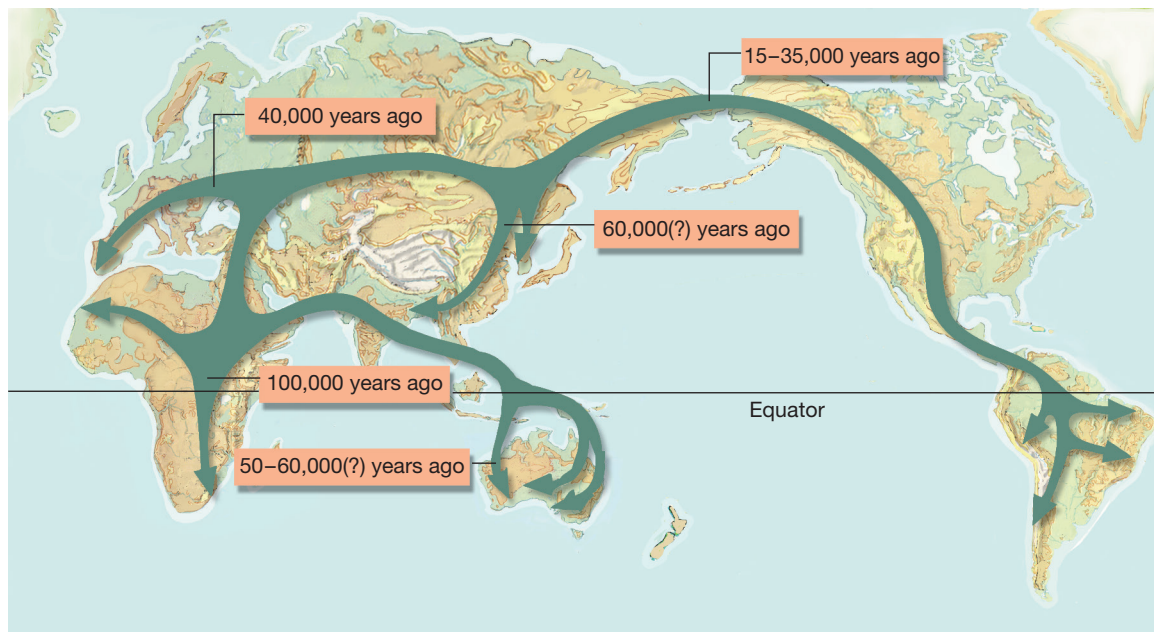 15–35,000 years ago
40,000 years ago
60,000(?) years ago
100,000 years ago
Equator
50–60,000(?) years ago